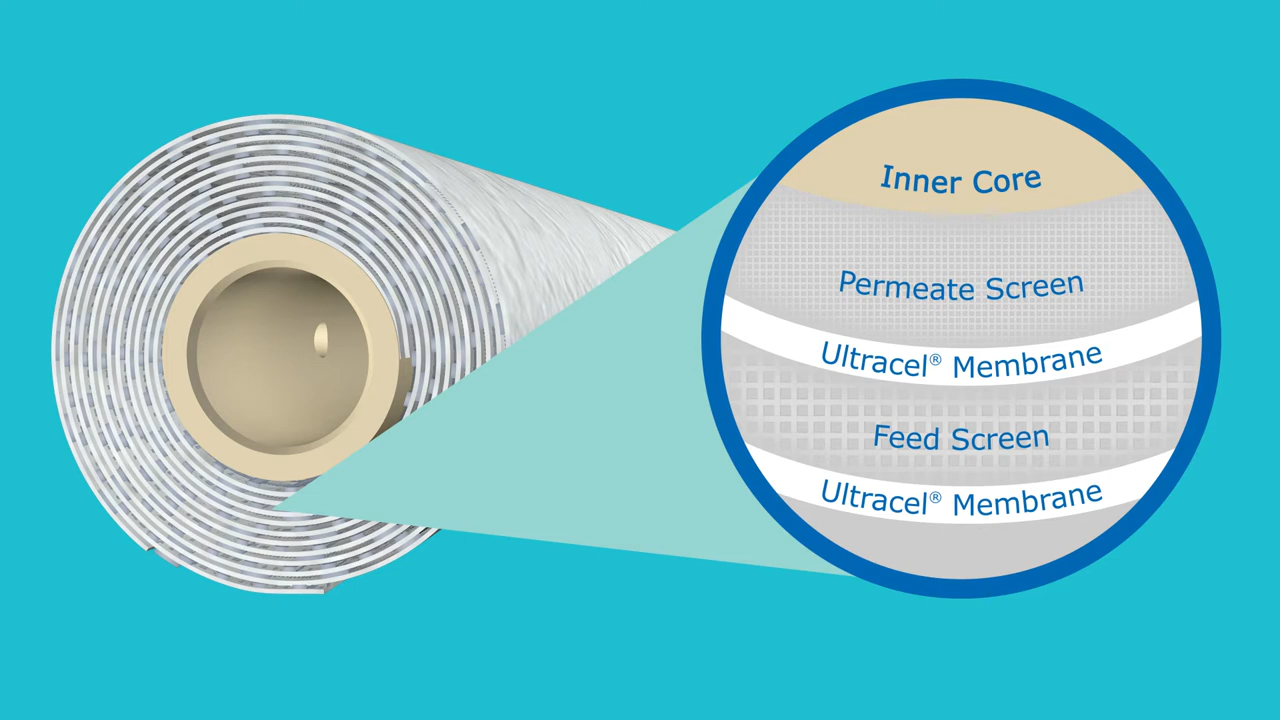 Inner Core
Permeate Screen
Ultracel® Membrane
Feed Screen
Ultracel® Membrane